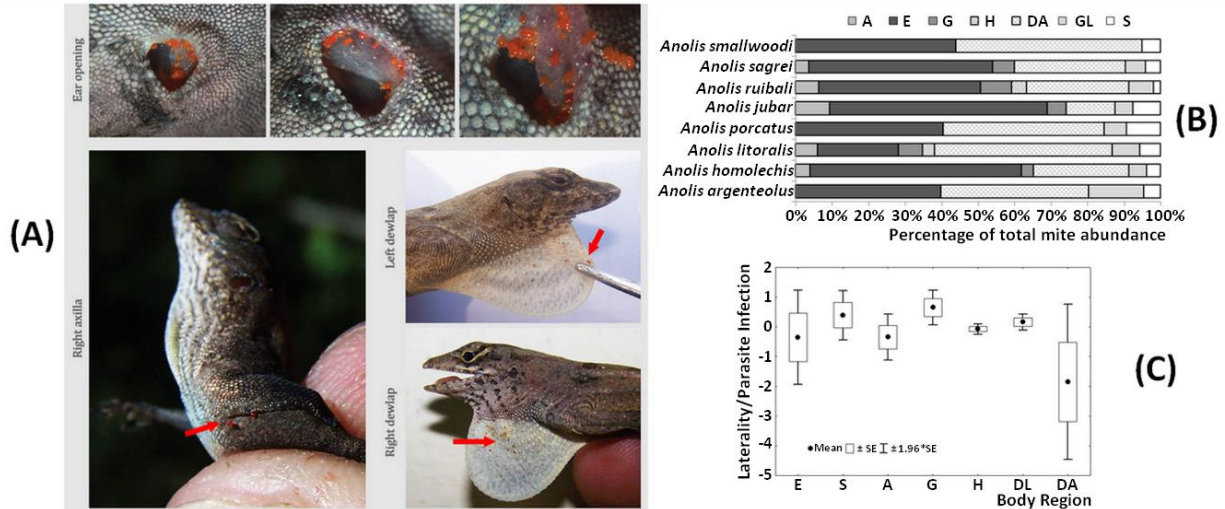 (A)
Ear opening
Right axilla
Left dewlap
Right dewlap
A E G H DA GL S
Anolis smallwoodi
Anolis sagrei
Anolis ruibali
Anolis jubar
Anolis porcatus
Anolis litoralis
Anolis homolechis
Anolis argenteolus
0% 10% 20% 30% 40% 50% 60% 70% 80% 90% 100%
Percentage of total mite abundance
(B)
Laterality/Parasite Infection
2
1
0
-1
-2
-3
-4
-5
Mean ± SE ±1.96*SE
E S A G H DL DA
Body Region
(C)